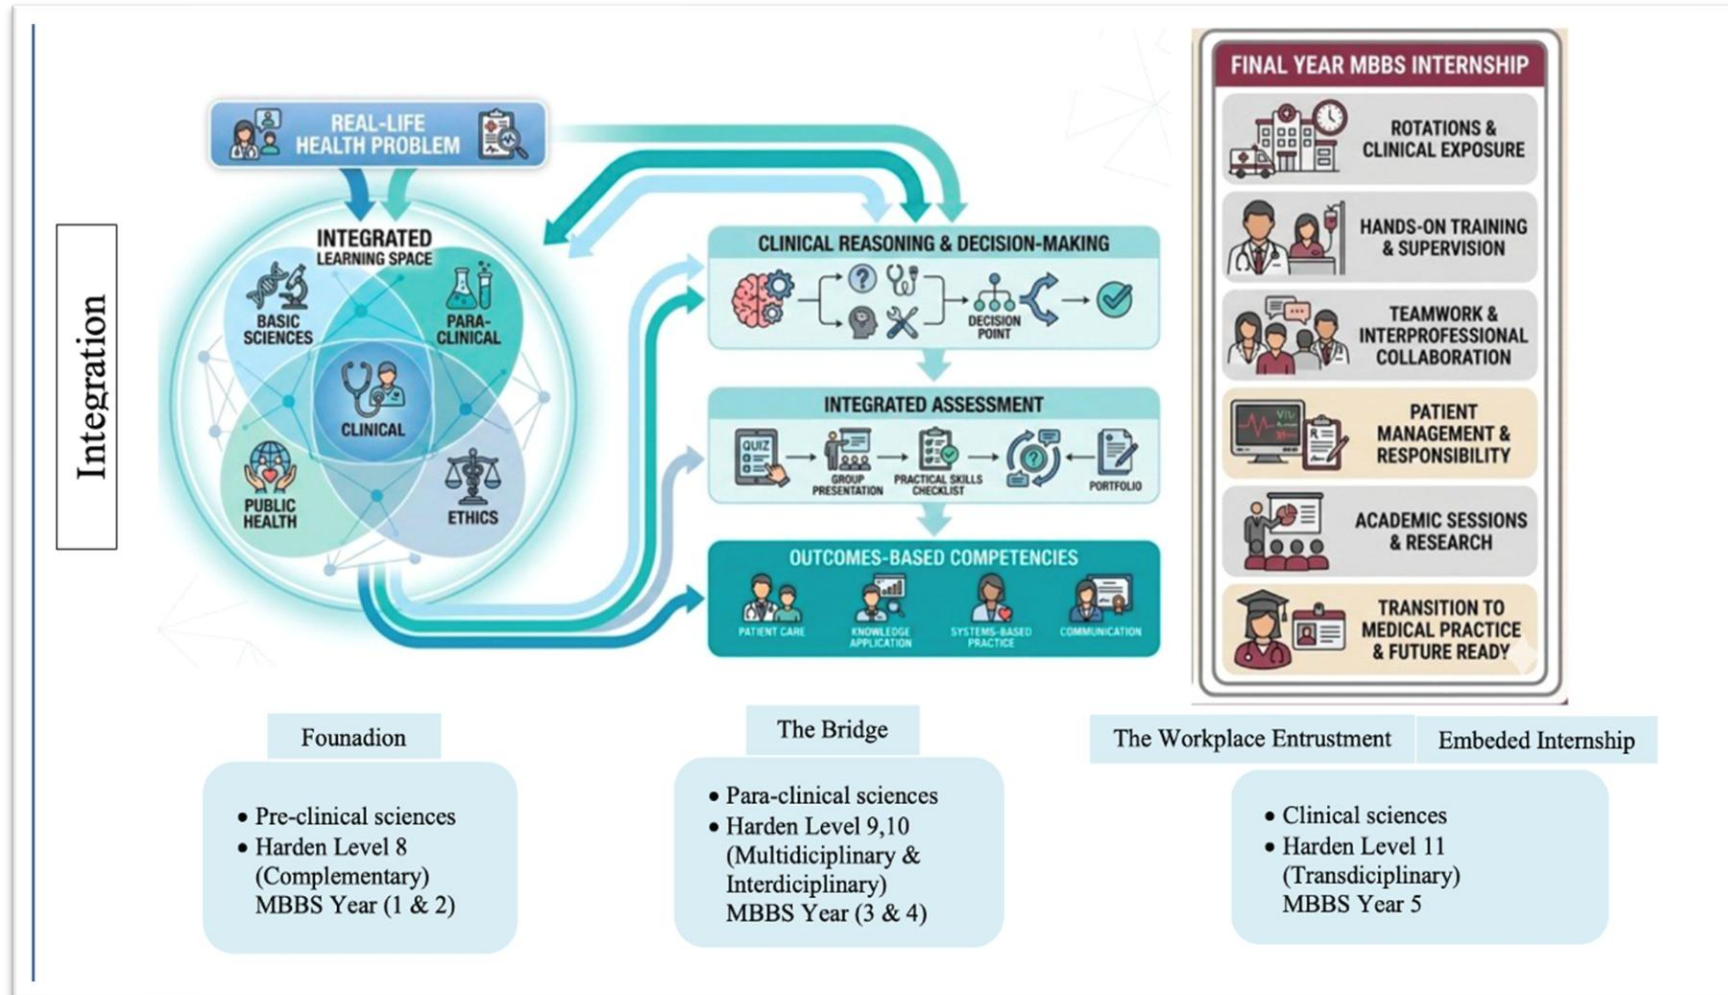 Integration
REAL-LIFE
HEALTH PROBLEM
INTEGRATED
LEARNING SPACE
BASIC
SCIENCES
PARA-
CLINICAL
CLINICAL
PUBLIC
HEALTH
ETHICS
CLINICAL REASONING & DECISION-MAKING
?
DECISION
POINT
INTEGRATED ASSESSMENT
QUIZ
?
GROUP
PRESENTATION
PRACTICAL SKILLS
CHECKLIST
PORTFOLIO
OUTCOMES-BASED COMPETENCIES
PATIENT CARE
KNOWLEDGE
APPLICATION
SYSTEMS-BASED
PRACTICE
COMMUNICATION
FINAL YEAR MBBS INTERNSHIP
ROTATIONS &
CLINICAL EXPOSURE
HANDS-ON TRAINING
& SUPERVISION
TEAMWORK &
INTERPROFESSIONAL
COLLABORATION
PATIENT
MANAGEMENT &
RESPONSIBILITY
ACADEMIC SESSIONS
& RESEARCH
TRANSITION TO
MEDICAL PRACTICE
& FUTURE READY
Founadion
• Pre-clinical sciences
• Harden Level 8
(Complementary)
MBBS Year (1 & 2)
The Bridge
• Para-clinical sciences
• Harden Level 9,10
(Multidiciplinary &
Interdiciplinary)
MBBS Year (3 & 4)
The Workplace Entrustment
Embeded Internship
• Clinical sciences
• Harden Level 11
(Transdiciplinary)
MBBS Year 5